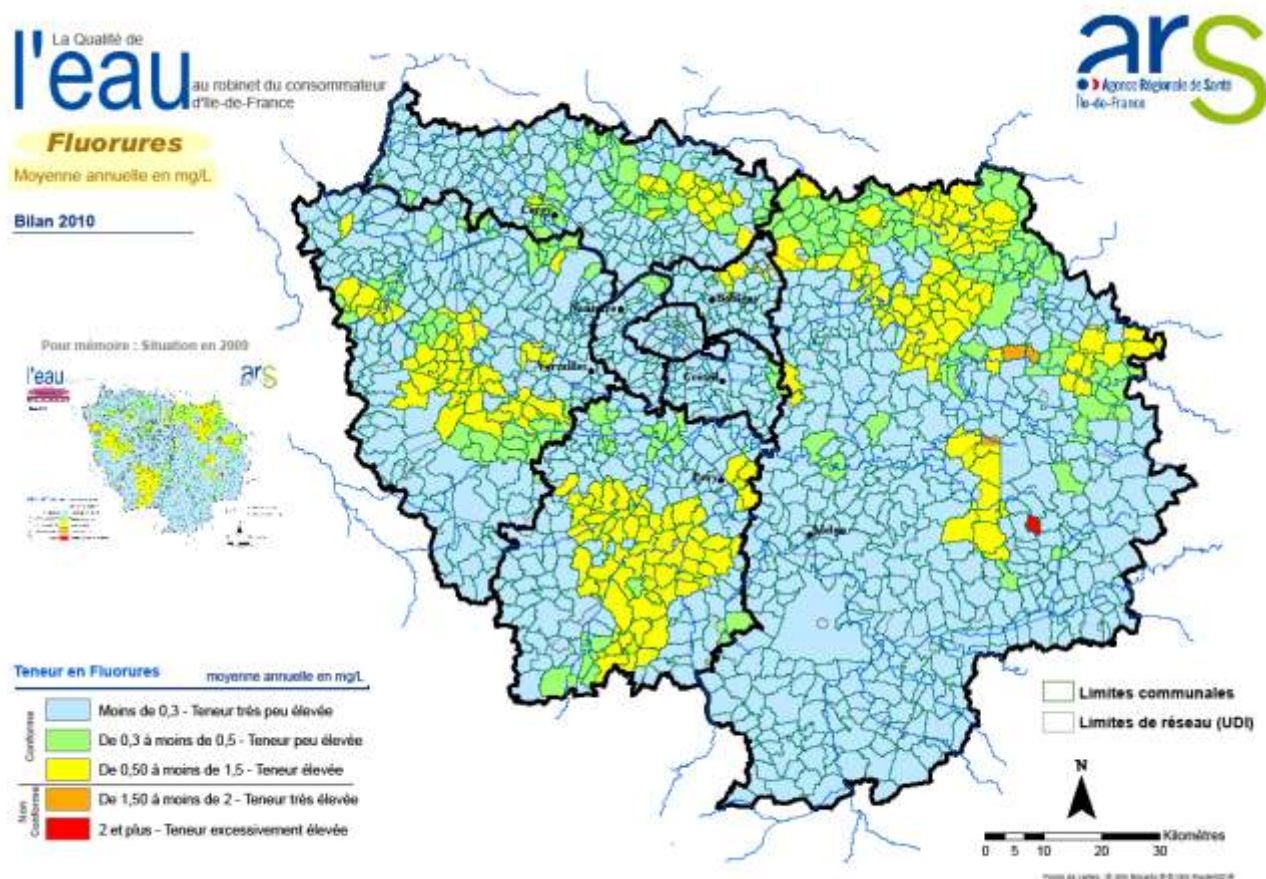 La Qualité de
l'eau
au robinet du consommateur
d'Ile-de-France
Fluorures
Moyenne annuelle en mg/L
Bilan 2010
ars
Agence Régionale de Santé
Île-de-France
Pour mémoire : Situation en 2009
l'eau
ars
Cergy
Nanterre
Bobigny
Versailles
Créteil
Evry
Melun
Teneur en Fluorures
moyenne annuelle en mg/L
Conforme
Moins de 0,3 - Teneur très peu élevée
De 0,3 à moins de 0,5 - Teneur peu élevée
De 0,50 à moins de 1,5 - Teneur élevée
Non Conforme
De 1,50 à moins de 2 - Teneur très élevée
2 et plus - Teneur excessivement élevée
Limites communales
Limites de réseau (UDI)
N
Kilomètres
0 5 10 20 30